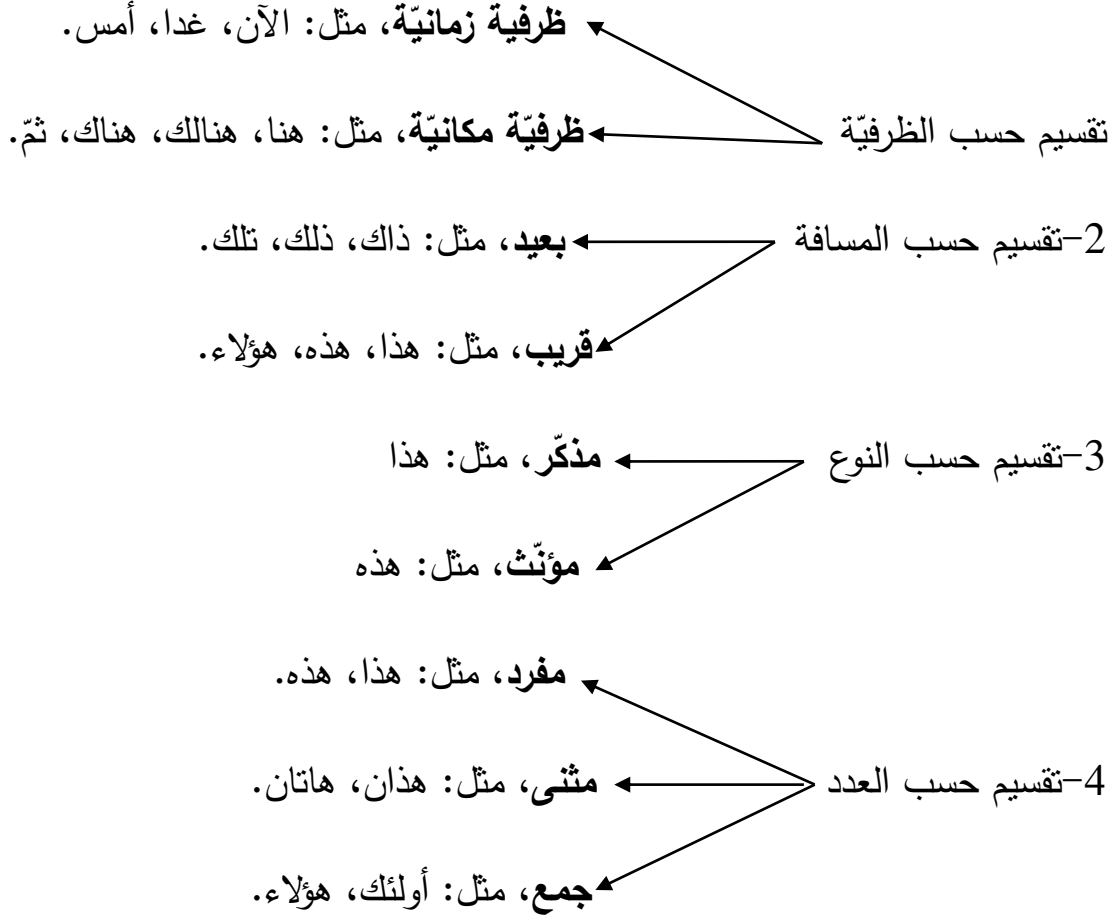 ظرفية زمانيّة، مثل: الآن، غدا، أمس.
تقسيم حسب الظرفيّة ظرفيّة مكانيّة، مثل: هنا، هنالك، هناك، ثمّ.
2-تقسيم حسب المسافة بعيد، مثل: ذاك، ذلك، تلك.
قريب، مثل: هذا، هذه، هؤلاء.
3-تقسيم حسب النوع مذكّر، مثل: هذا
مؤنّث، مثل: هذه
مفرد، مثل: هذا، هذه.
4-تقسيم حسب العدد مثنى، مثل: هذان، هاتان.
جمع، مثل: أولئك، هؤلاء.